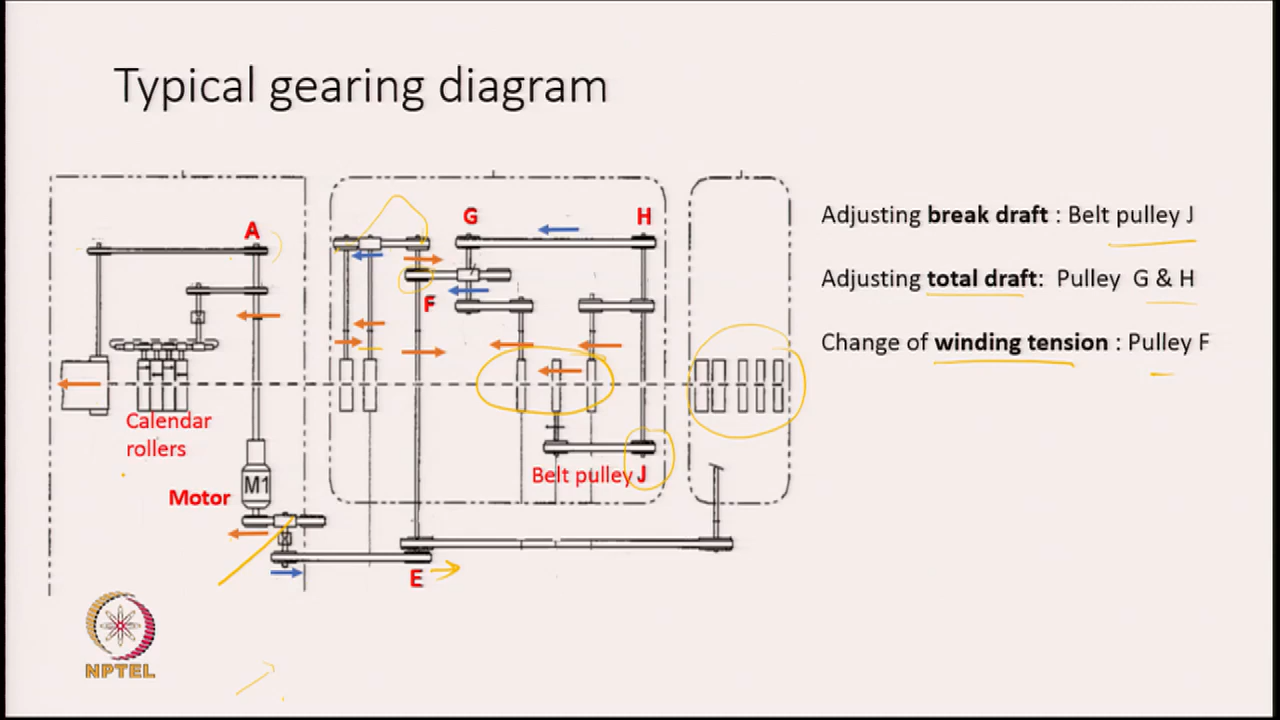 Typical gearing diagram
A
G
H
F
Adjusting break draft : Belt pulley J
Adjusting total draft: Pulley G & H
Change of winding tension : Pulley F
Calendar
rollers
Belt pulley J
Motor
M1
E
NPTEL